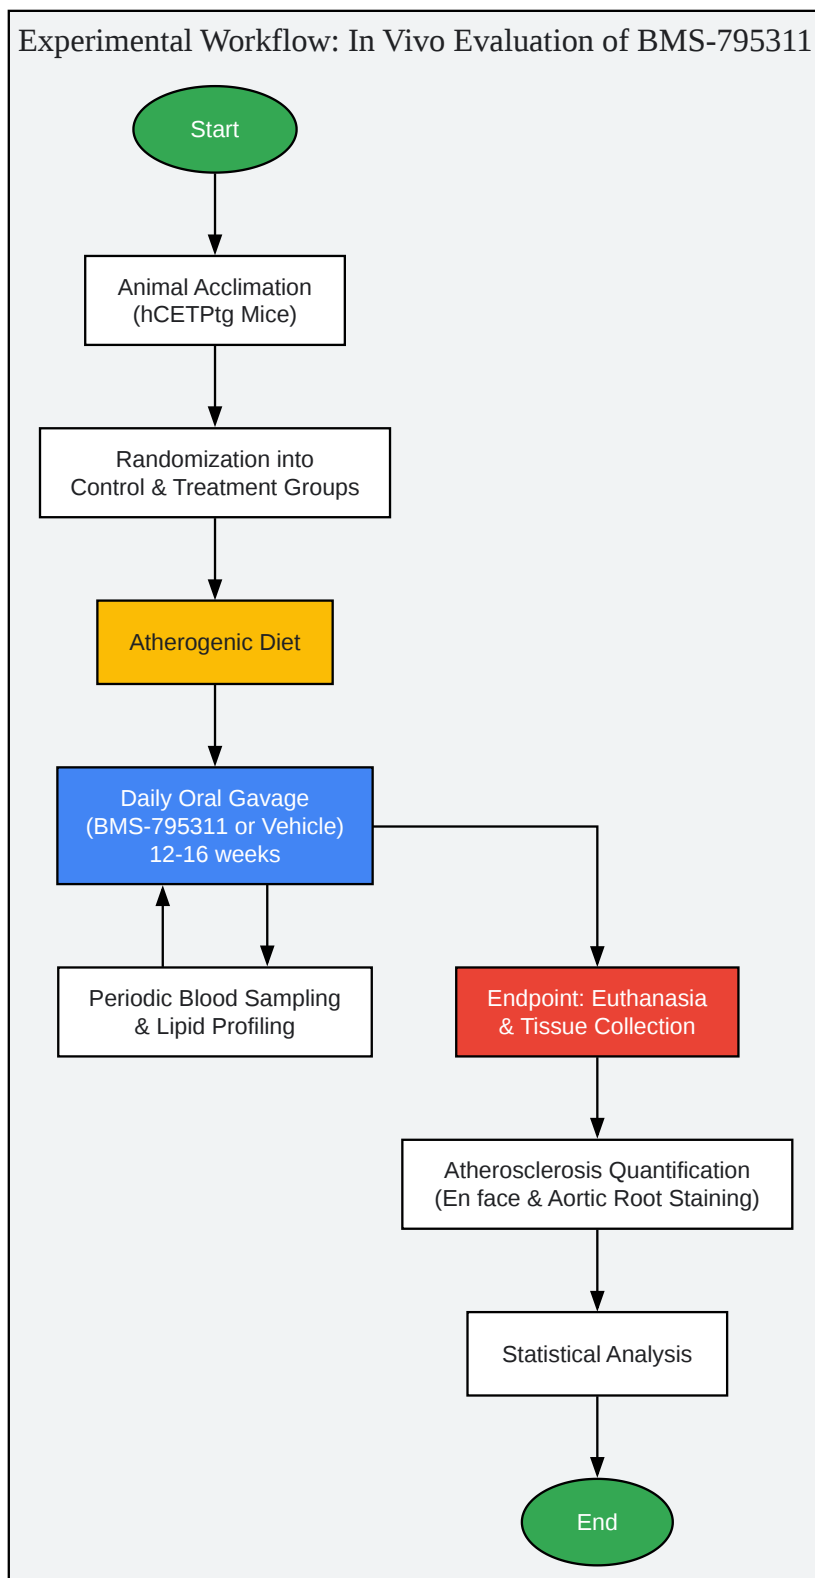 Experimental Workflow: In Vivo Evaluation of BMS-795311
Start
Animal Acclimation
(hCETPtg Mice)
Randomization into
Control & Treatment Groups
Atherogenic Diet
Daily Oral Gavage
(BMS-795311 or Vehicle)
12-16 weeks
Periodic Blood Sampling
& Lipid Profiling
Endpoint: Euthanasia
& Tissue Collection
Atherosclerosis Quantification
(En face & Aortic Root Staining)
Statistical Analysis
End